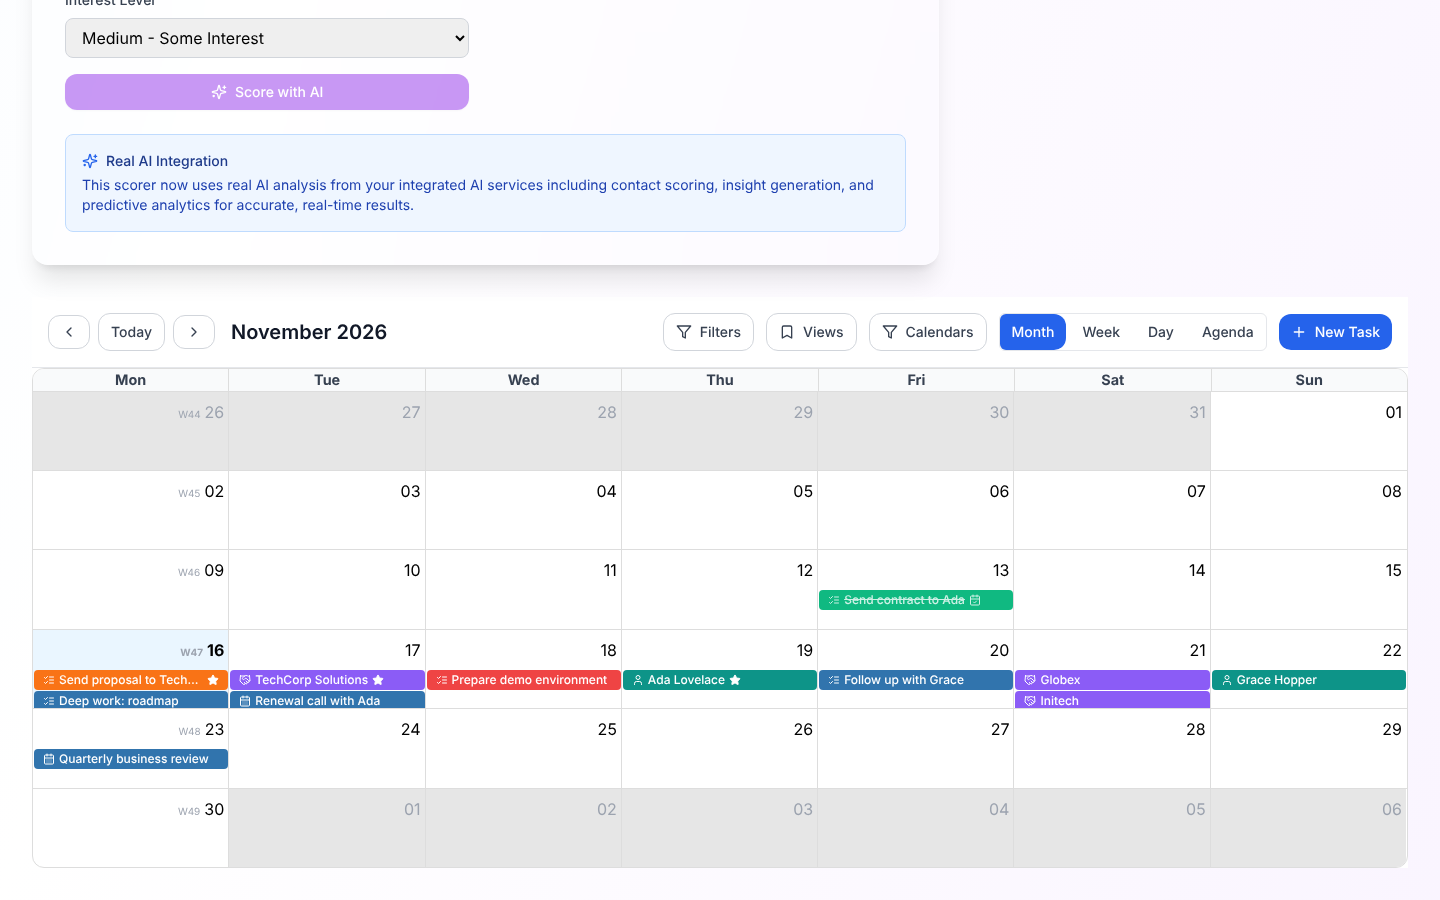 Interest Level
Medium - Some Interest
Score with AI
Real AI Integration
This scorer now uses real AI analysis from your integrated AI services including contact scoring, insight generation, and
predictive analytics for accurate, real-time results.
Today
November 2026
Filters
Views
Calendars
Month
Week
Day
Agenda
New Task
Mon Tue Wed Thu Fri Sat Sun
W44 26 27 28 29 30 31 01
W45 02 03 04 05 06 07 08
W46 09 10 11 12 13 14 15
Send contract to Ada
W47 16 17 18 19 20 21 22
Send proposal to Tech... TechCorp Solutions Prepare demo environment Ada Lovelace Follow up with Grace Globex Grace Hopper
Deep work: roadmap Renewal call with Ada Initech
W48 23 24 25 26 27 28 29
Quarterly business review
W49 30 01 02 03 04 05 06